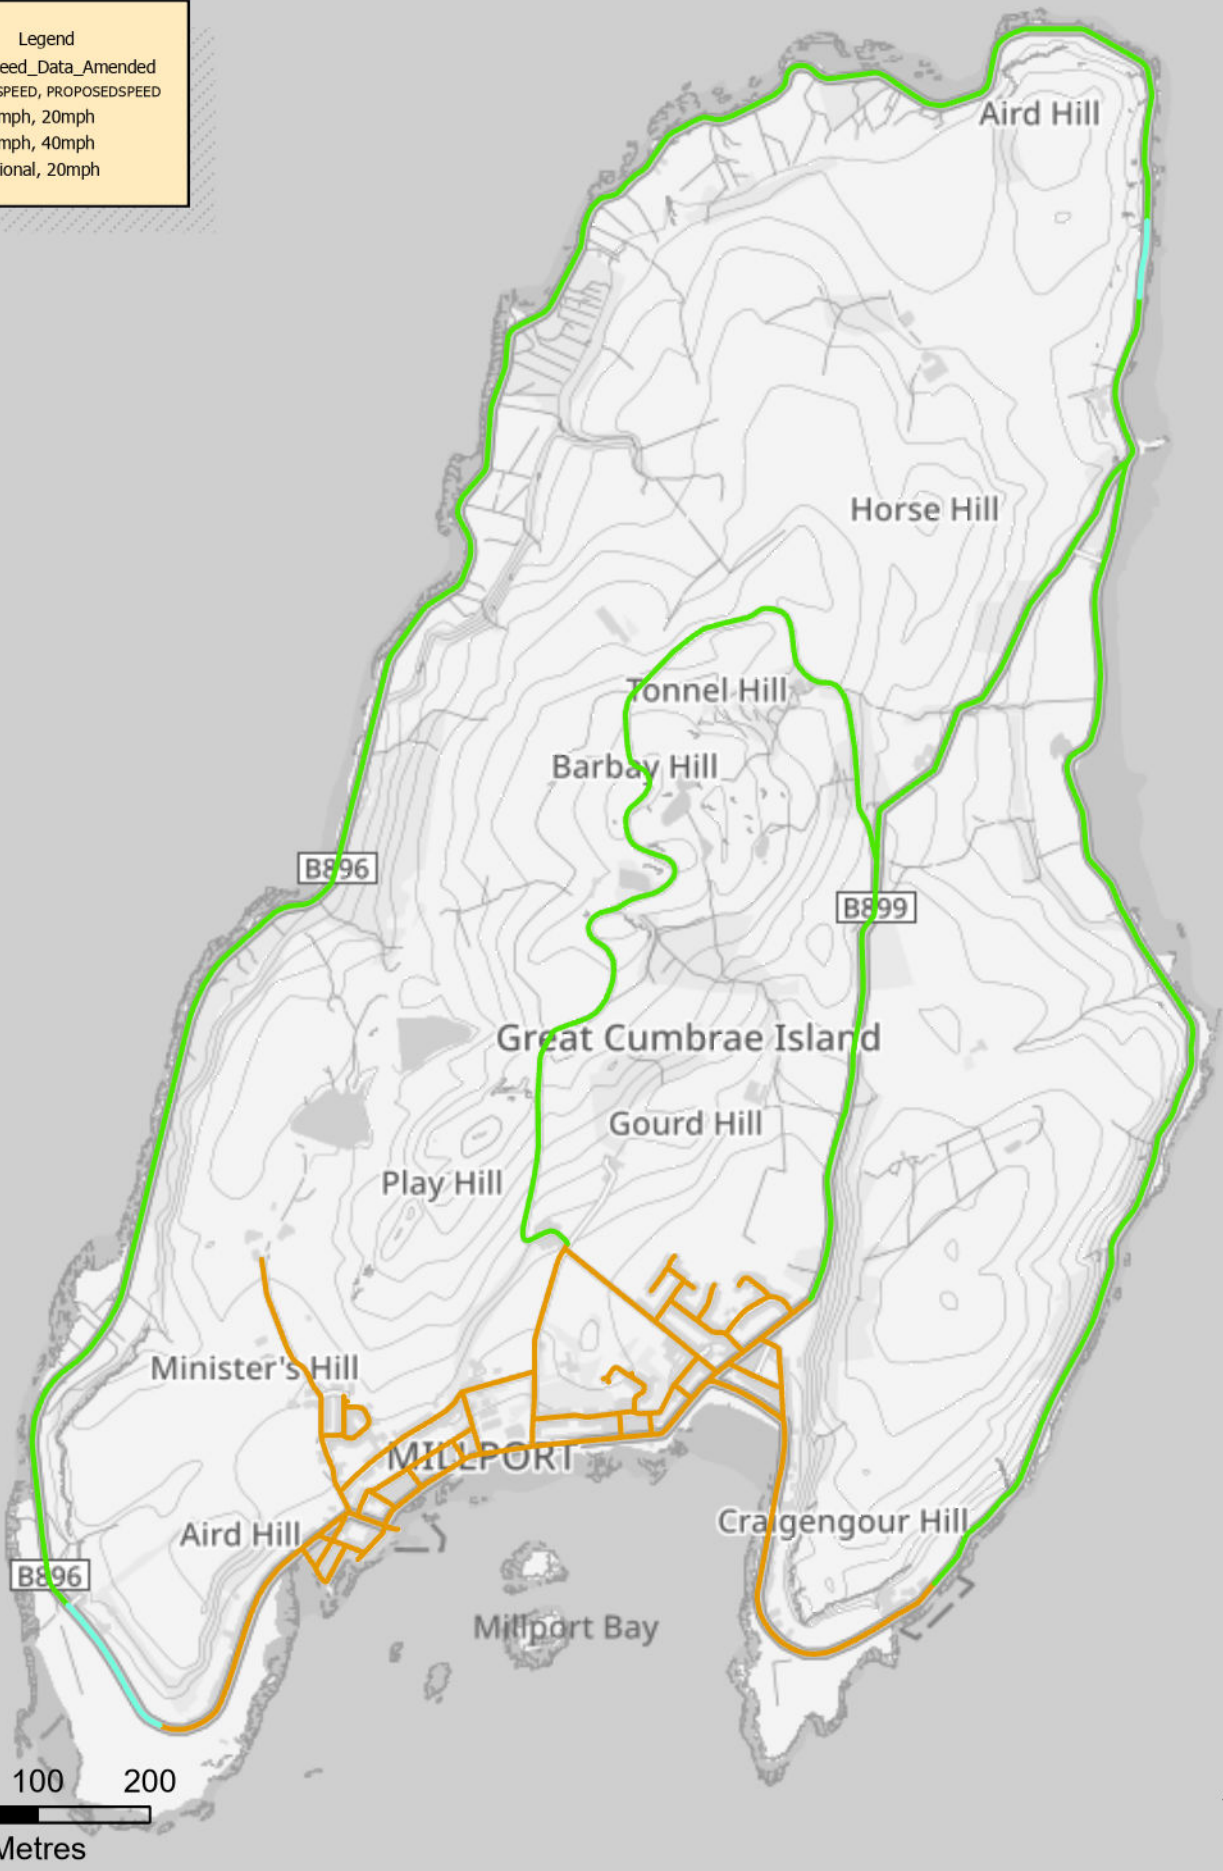 Legend
eed_Data_Amended
SPEED, PROPOSEDSPEED
mph, 20mph
mph, 40mph
ional, 20mph
Aird Hill
Horse Hill
Tonnel Hill
Barbay Hill
B896
B899
Great Cumbrae Island
Gourd Hill
Play Hill
Minister's Hill
MILLPORT
Aird Hill
Craigengour Hill
B896
Millport Bay
100 200
Metres